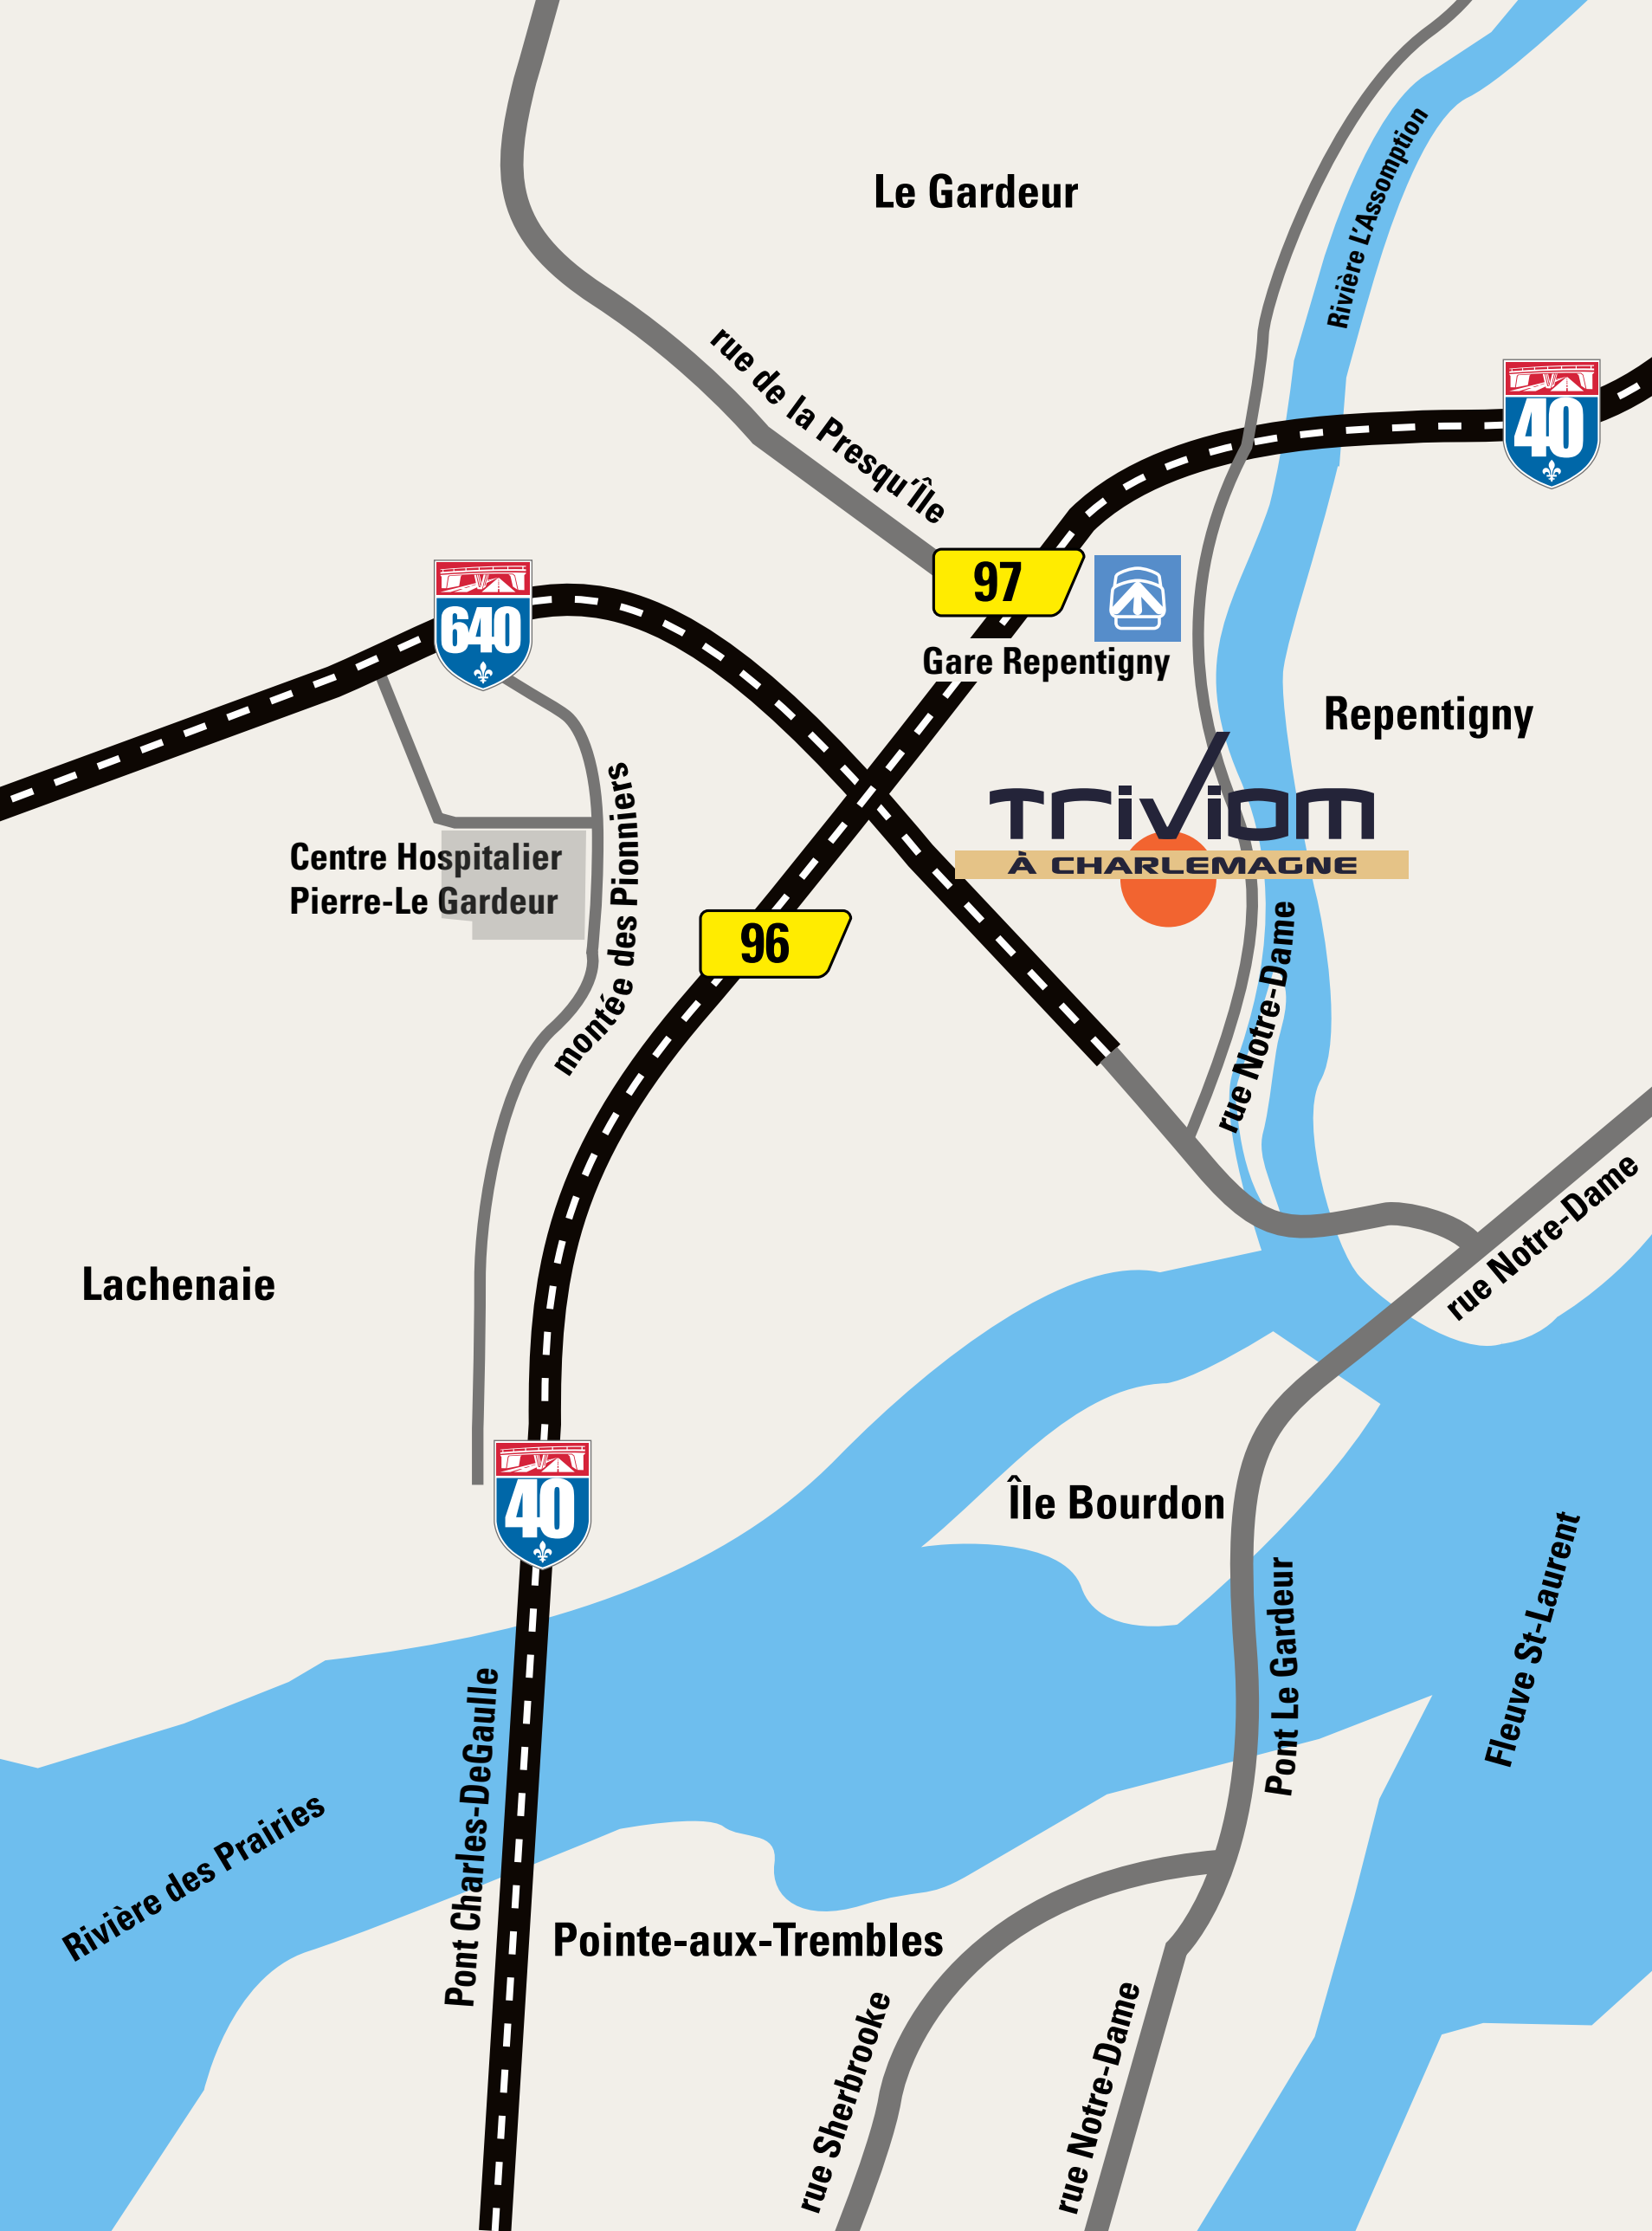 Rivière L'Assomption
Le Gardeur
rue de la Presqu'Île
40
97
640
Gare Repentigny
Repentigny
TriViom
À CHARLEMAGNE
montée des Pionniers
Centre Hospitalier
Pierre-Le Gardeur
96
rue Notre-Dame
rue Notre-Dame
Lachenaie
40
Île Bourdon
Fleuve St-Laurent
Pont Le Gardeur
Pont Charles-DeGaulle
Rivière des Prairies
Pointe-aux-Trembles
rue Sherbrooke
rue Notre-Dame